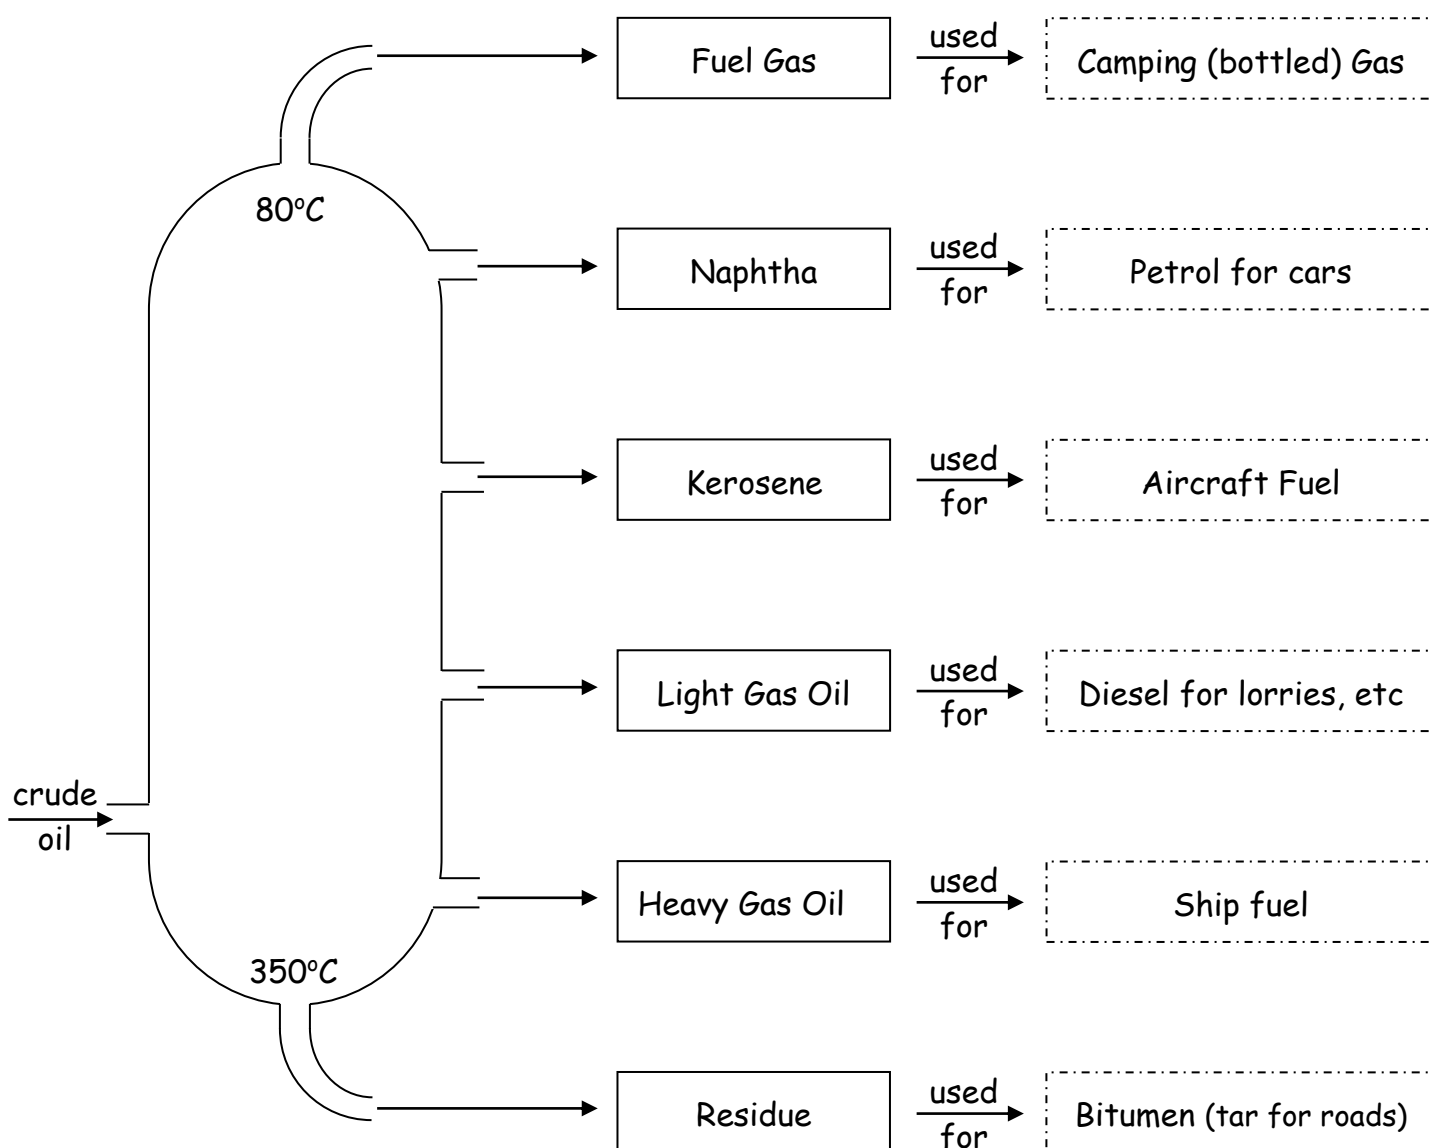 Fuel Gas
used
for
Camping (bottled) Gas
80°C
Naphtha
used
for
Petrol for cars
Kerosene
used
for
Aircraft Fuel
Light Gas Oil
used
for
Diesel for lorries, etc
crude
oil
Heavy Gas Oil
used
for
Ship fuel
350°C
Residue
used
for
Bitumen (tar for roads)